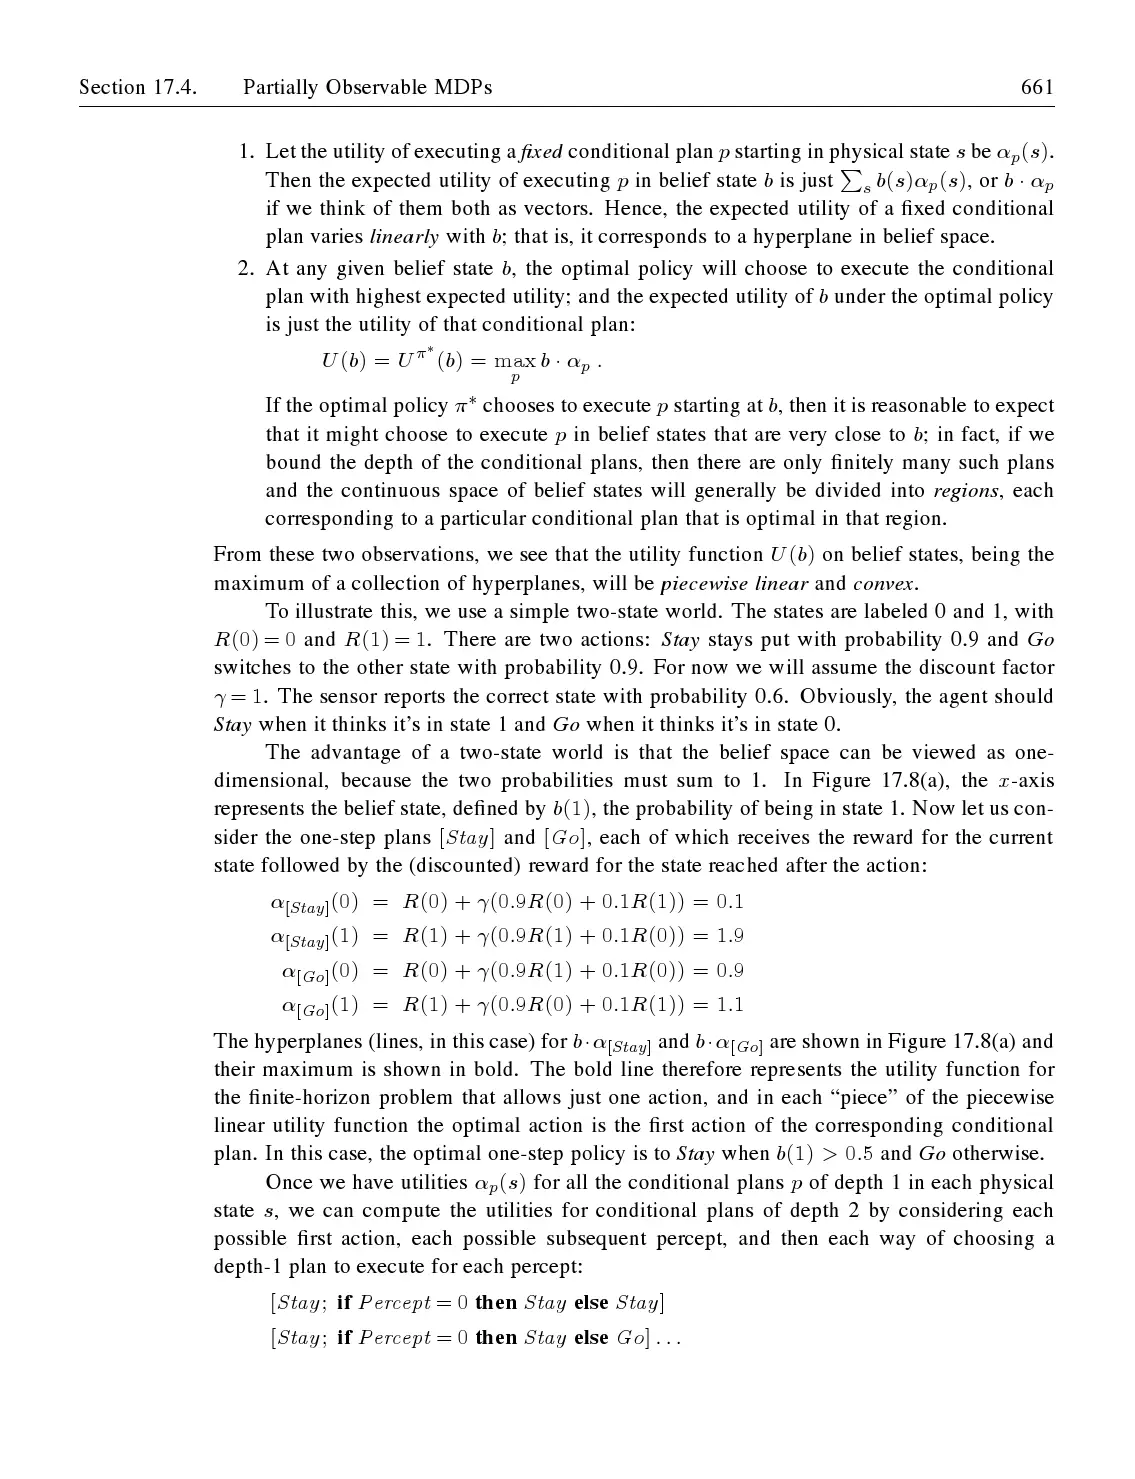 Section 17.4. Partially Observable MDPs 661
1. Let the utility of executing a fixed conditional plan p starting in physical state s be αp(s).
Then the expected utility of executing p in belief state b is just ∑s b(s)αp(s), or b · αp
if we think of them both as vectors. Hence, the expected utility of a fixed conditional
plan varies linearly with b; that is, it corresponds to a hyperplane in belief space.
2. At any given belief state b, the optimal policy will choose to execute the conditional
plan with highest expected utility; and the expected utility of b under the optimal policy
is just the utility of that conditional plan:
U(b) = U^π*(b) = max p b · αp .
If the optimal policy π* chooses to execute p starting at b, then it is reasonable to expect
that it might choose to execute p in belief states that are very close to b; in fact, if we
bound the depth of the conditional plans, then there are only finitely many such plans
and the continuous space of belief states will generally be divided into regions, each
corresponding to a particular conditional plan that is optimal in that region.
From these two observations, we see that the utility function U(b) on belief states, being the
maximum of a collection of hyperplanes, will be piecewise linear and convex.
To illustrate this, we use a simple two-state world. The states are labeled 0 and 1, with
R(0) = 0 and R(1) = 1. There are two actions: Stay stays put with probability 0.9 and Go
switches to the other state with probability 0.9. For now we will assume the discount factor
γ = 1. The sensor reports the correct state with probability 0.6. Obviously, the agent should
Stay when it thinks it's in state 1 and Go when it thinks it's in state 0.
The advantage of a two-state world is that the belief space can be viewed as one-
dimensional, because the two probabilities must sum to 1. In Figure 17.8(a), the x-axis
represents the belief state, defined by b(1), the probability of being in state 1. Now let us con-
sider the one-step plans [Stay] and [Go], each of which receives the reward for the current
state followed by the (discounted) reward for the state reached after the action:
α[Stay](0) = R(0) + γ(0.9R(0) + 0.1R(1)) = 0.1
α[Stay](1) = R(1) + γ(0.9R(1) + 0.1R(0)) = 1.9
α[Go](0) = R(0) + γ(0.9R(1) + 0.1R(0)) = 0.9
α[Go](1) = R(1) + γ(0.9R(0) + 0.1R(1)) = 1.1
The hyperplanes (lines, in this case) for b·α[Stay] and b·α[Go] are shown in Figure 17.8(a) and
their maximum is shown in bold. The bold line therefore represents the utility function for
the finite-horizon problem that allows just one action, and in each “piece” of the piecewise
linear utility function the optimal action is the first action of the corresponding conditional
plan. In this case, the optimal one-step policy is to Stay when b(1) > 0.5 and Go otherwise.
Once we have utilities αp(s) for all the conditional plans p of depth 1 in each physical
state s, we can compute the utilities for conditional plans of depth 2 by considering each
possible first action, each possible subsequent percept, and then each way of choosing a
depth-1 plan to execute for each percept:
[Stay; if Percept = 0 then Stay else Stay]
[Stay; if Percept = 0 then Stay else Go] . . .